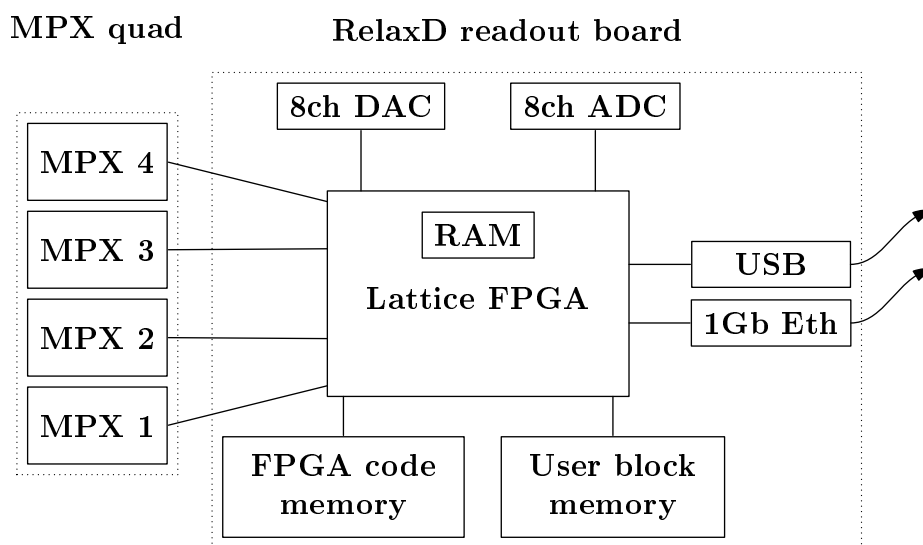 MPX quad
RelaxD readout board
8ch DAC
8ch ADC
MPX 4
MPX 3
MPX 2
MPX 1
RAM
Lattice FPGA
USB
1Gb Eth
FPGA code
memory
User block
memory